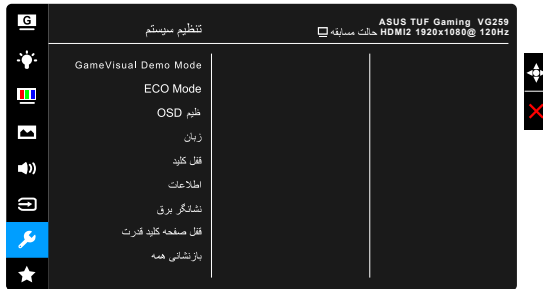 G
ASUS TUF Gaming VG259
HDMI2 1920x1080@ 120Hz حالت مسابقه
تنظیم سیستم
GameVisual Demo Mode
ECO Mode
ظیم OSD
زبان
قفل کلید
اطلاعات
نشانگر برق
قفل صفحه کلید قدرت
بازنشانی همه